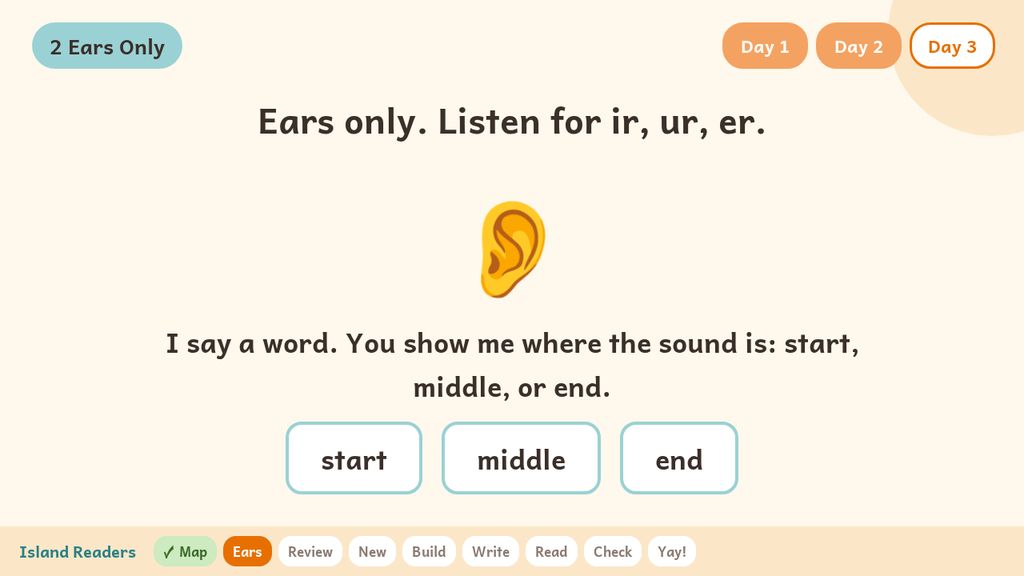 2 Ears Only
Day 1
Day 2
Day 3
Ears only. Listen for ir, ur, er.
I say a word. You show me where the sound is: start,
middle, or end.
start
middle
end
Island Readers
✓ Map
Ears
Review
New
Build
Write
Read
Check
Yay!